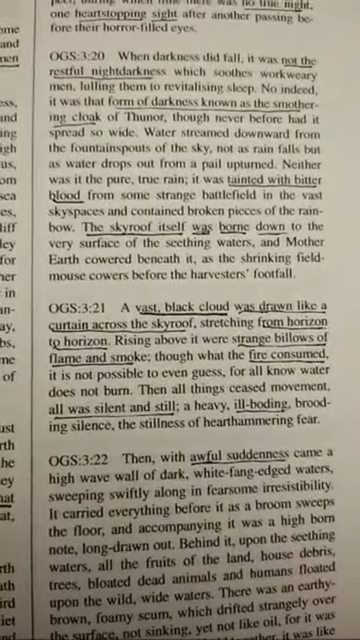 one heartstopping sight after another passing be-
fore their horror-filled eyes.
OGS:3:20 When darkness did fall, it was not the
restful nightdarkness which soothes workweary
men, lulling them to revitalising sleep. No indeed,
it was that form of darkness known as the smother-
ing cloak of Thunor, though never before had it
spread so wide. Water streamed downward from
the fountainspouts of the sky, not as rain falls but
as water drops out from a pail upturned. Neither
was it the pure, true rain; it was tainted with bitter
blood from some strange battlefield in the vast
skyspaces and contained broken pieces of the rain-
bow. The skyroof itself was borne down to the
very surface of the seething waters, and Mother
Earth cowered beneath it, as the shrinking field-
mouse cowers before the harvesters' footfall.
OGS:3:21 A vast, black cloud was drawn like a
curtain across the skyroof, stretching from horizon
to horizon. Rising above it were strange billows of
flame and smoke; though what the fire consumed,
it is not possible to even guess, for all know water
does not burn. Then all things ceased movement,
all was silent and still; a heavy, ill-boding, brood-
ing silence, the stillness of hearthammering fear.
OGS:3:22 Then, with awful suddenness came a
high wave wall of dark, white-fang-edged waters,
sweeping swiftly along in fearsome irresistibility.
It carried everything before it as a broom sweeps
the floor, and accompanying it was a high born
note, long-drawn out. Behind it, upon the seething
waters, all the fruits of the land, house debris,
trees, bloated dead animals and humans floated
upon the wild, wide waters. There was an earthy-
brown, foamy scum, which drifted strangely over
the surface, not sinking, yet not like oil, for it was